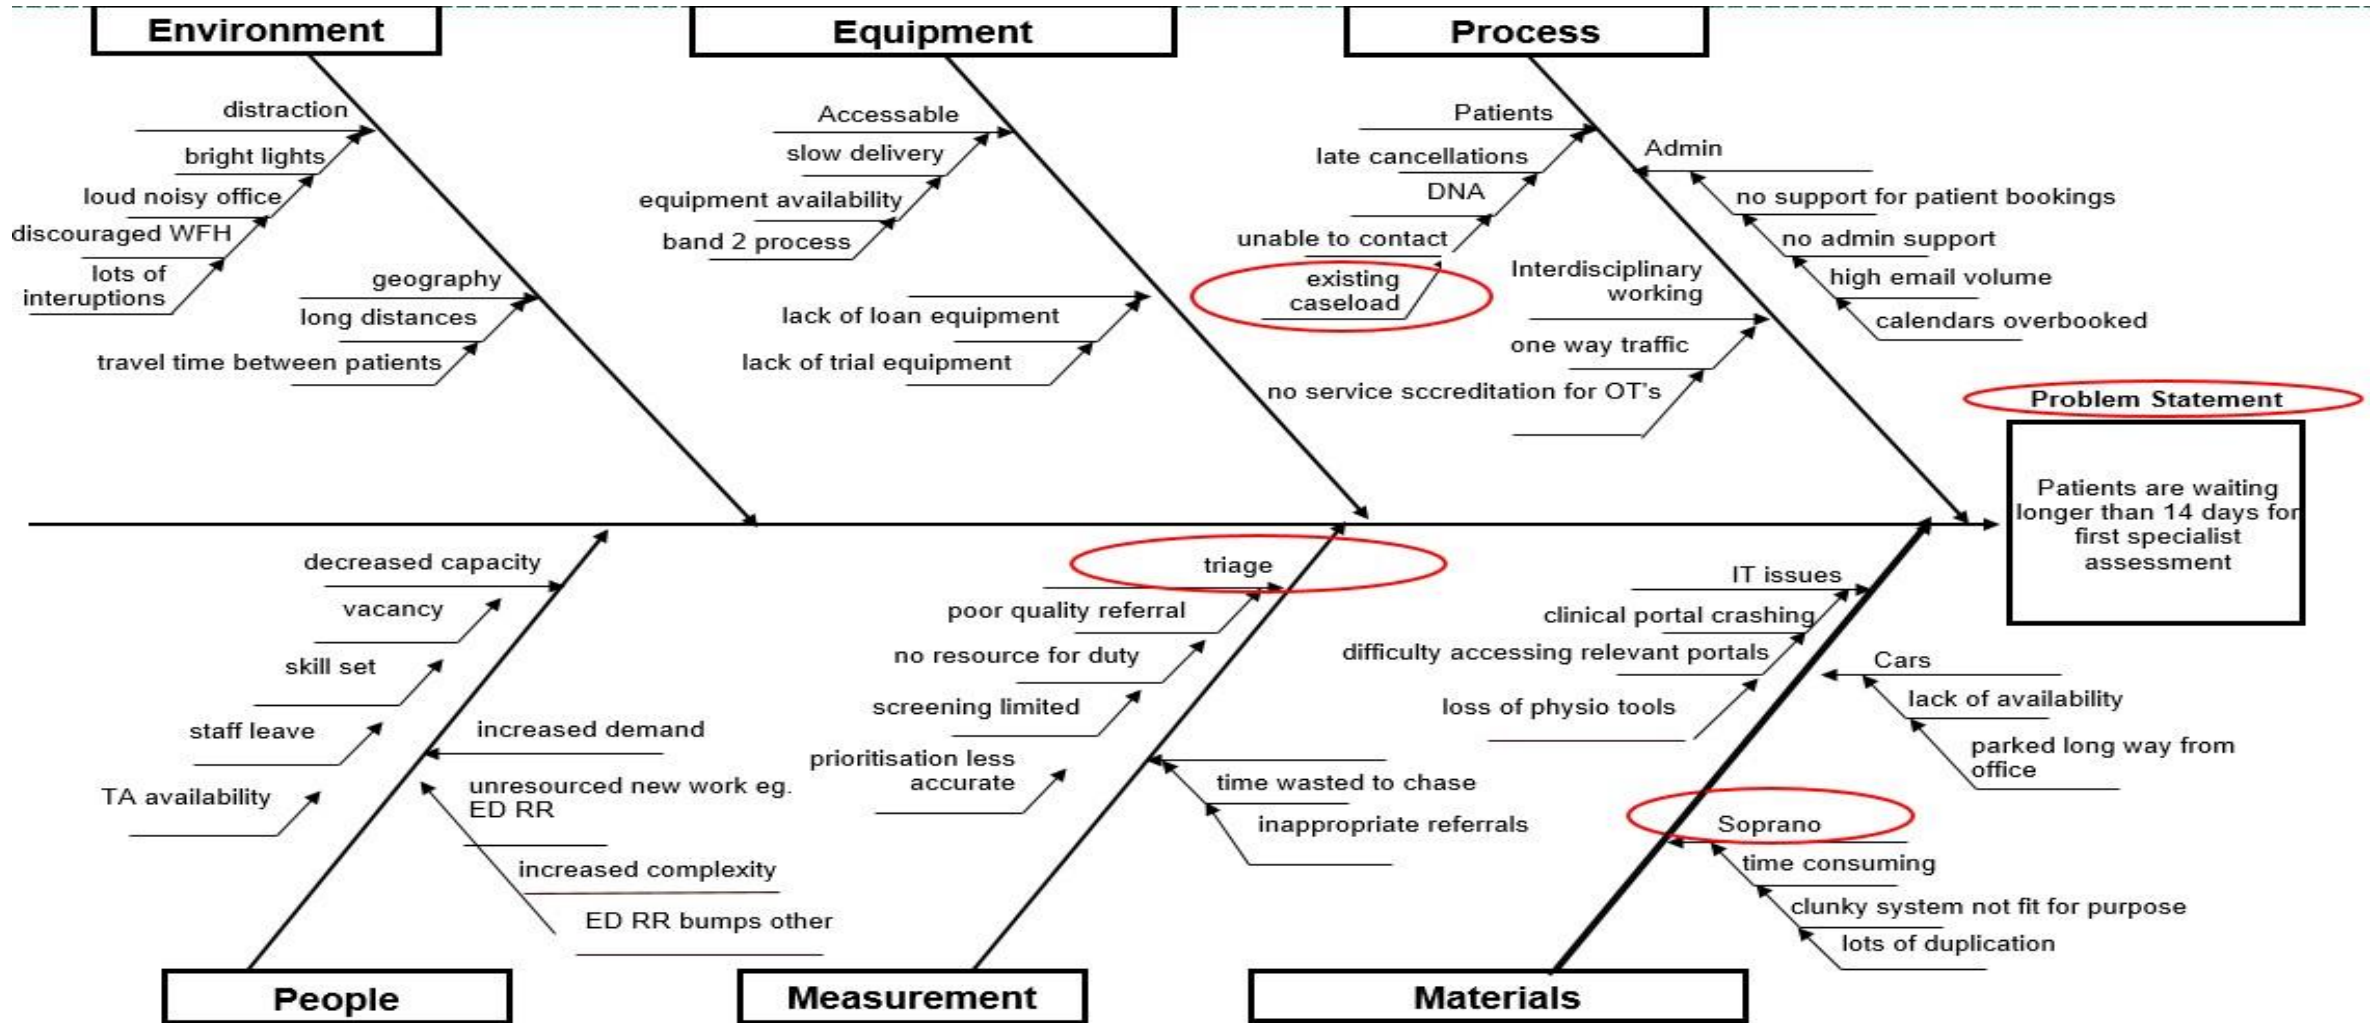 Environment
Equipment
Process
distraction
bright lights
loud noisy office
discouraged WFH
lots of
interuptions
geography
long distances
travel time between patients
Accessable
slow delivery
equipment availability
band 2 process
lack of loan equipment
lack of trial equipment
Patients
late cancellations
DNA
unable to contact
existing
caseload
Interdisciplinary
working
one way traffic
no service sccreditation for OT's
Admin
no support for patient bookings
no admin support
high email volume
calendars overbooked
Problem Statement
Patients are waiting
longer than 14 days for
first specialist
assessment
decreased capacity
vacancy
skill set
staff leave
TA availability
increased demand
unresourced new work eg.
ED RR
increased complexity
ED RR bumps other
triage
poor quality referral
no resource for duty
screening limited
prioritisation less
accurate
time wasted to chase
inappropriate referrals
IT issues
clinical portal crashing
difficulty accessing relevant portals
loss of physio tools
Cars
lack of availability
parked long way from
office
Soprano
time consuming
clunky system not fit for purpose
lots of duplication
People
Measurement
Materials